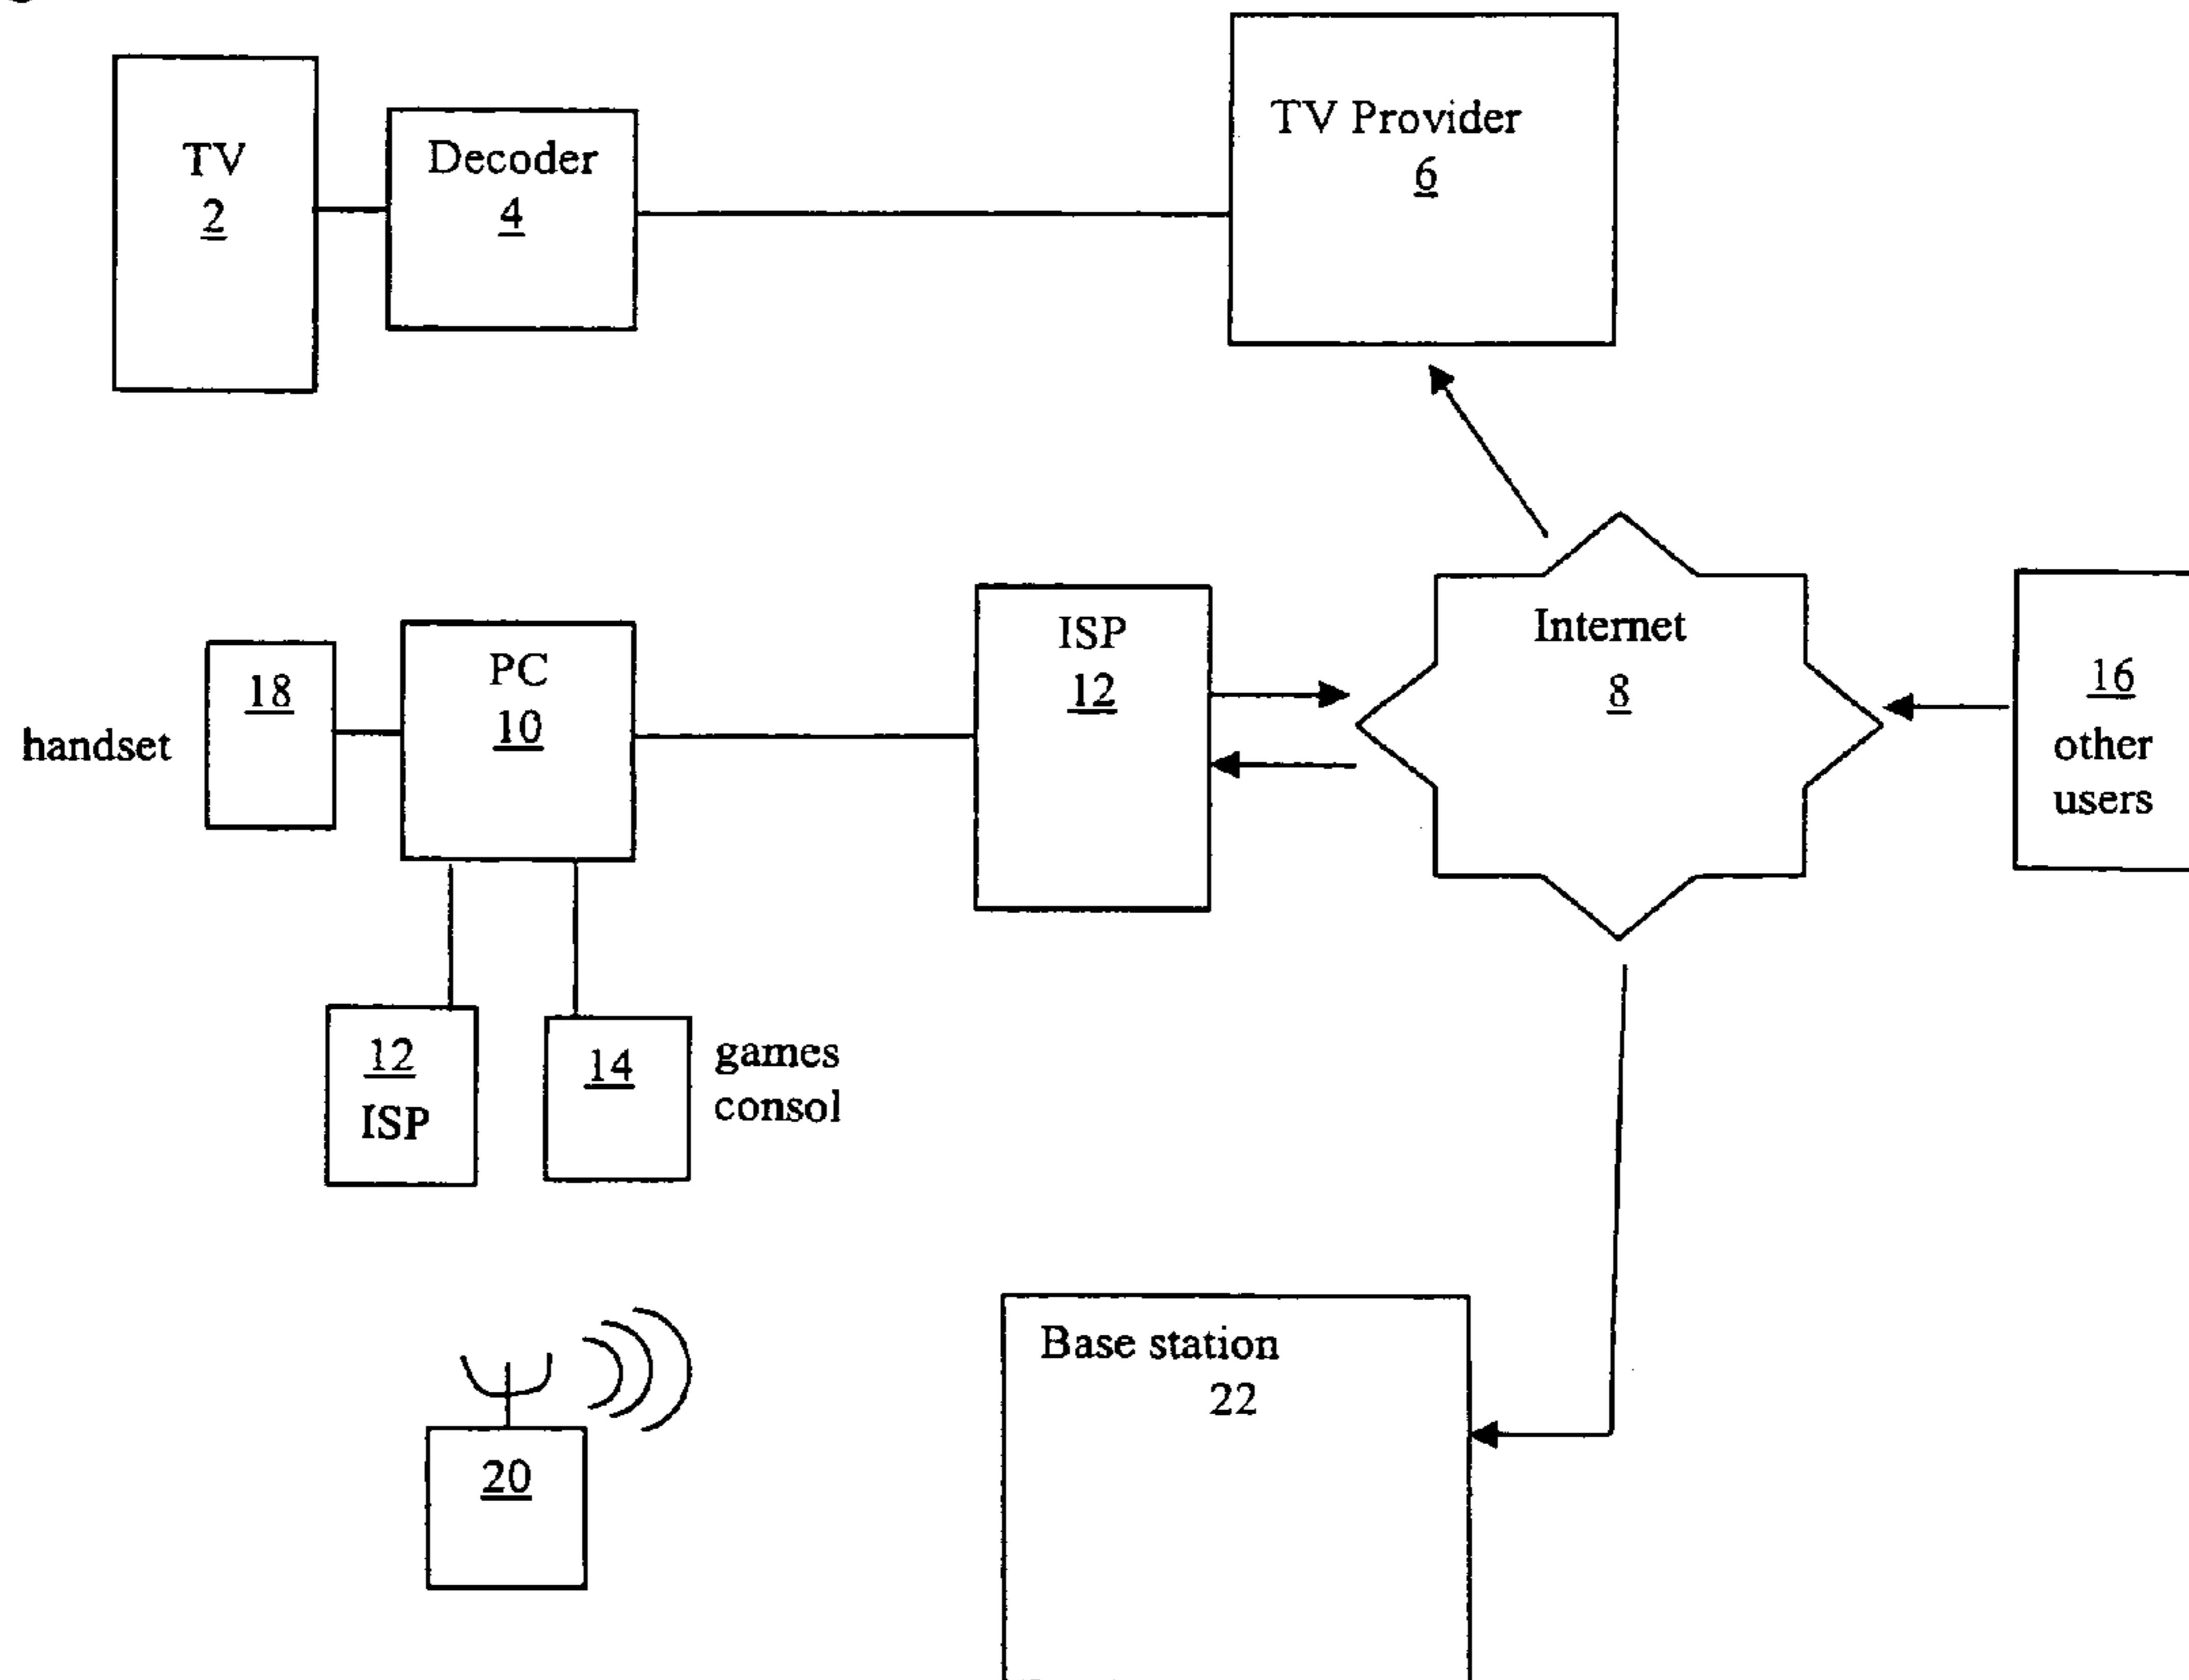 TV
2
Decoder
4
TV Provider
6
handset
18
PC
10
ISP
12
Internet
8
16
other
users
12
ISP
14
games
consol
20
Base station
22